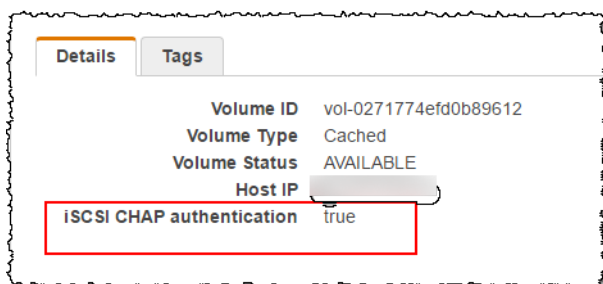 Details Tags
Volume ID vol-0271774efd0b89612
Volume Type Cached
Volume Status AVAILABLE
Host IP
iSCSI CHAP authentication true